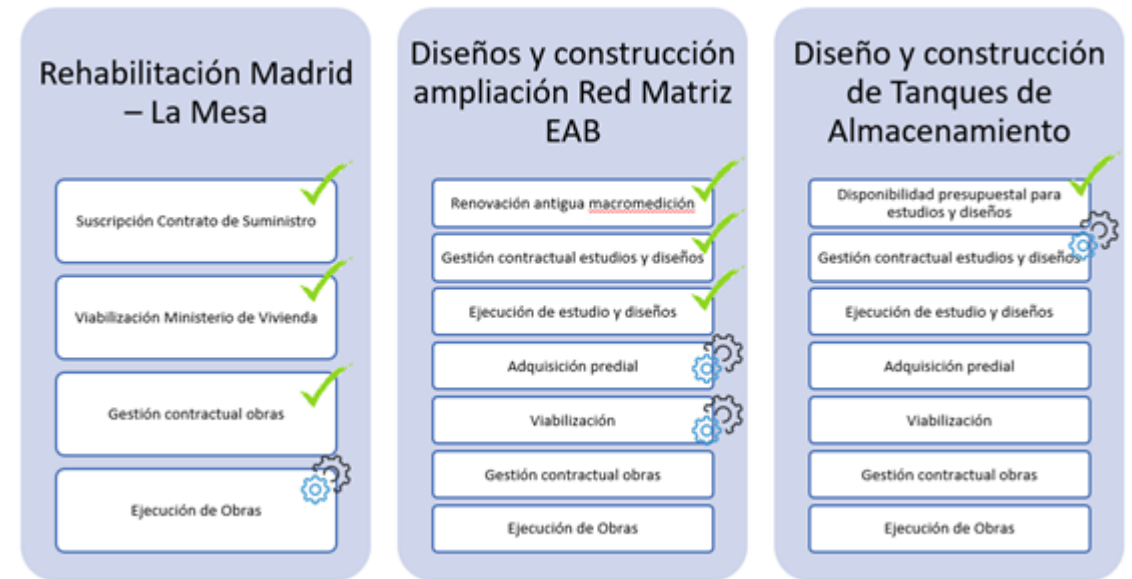 Rehabilitación Madrid
– La Mesa
Suscripción Contrato de Suministro
Viabilización Ministerio de Vivienda
Gestión contractual obras
Ejecución de Obras
Diseños y construcción
ampliación Red Matriz
EAB
Renovación antigua macromedición
Gestión contractual estudios y diseños
Ejecución de estudio y diseños
Adquisición predial
Viabilización
Gestión contractual obras
Ejecución de Obras
Diseño y construcción
de Tanques de
Almacenamiento
Disponibilidad presupuestal para
estudios y diseños
Gestión contractual estudios y diseños
Ejecución de estudio y diseños
Adquisición predial
Viabilización
Gestión contractual obras
Ejecución de Obras